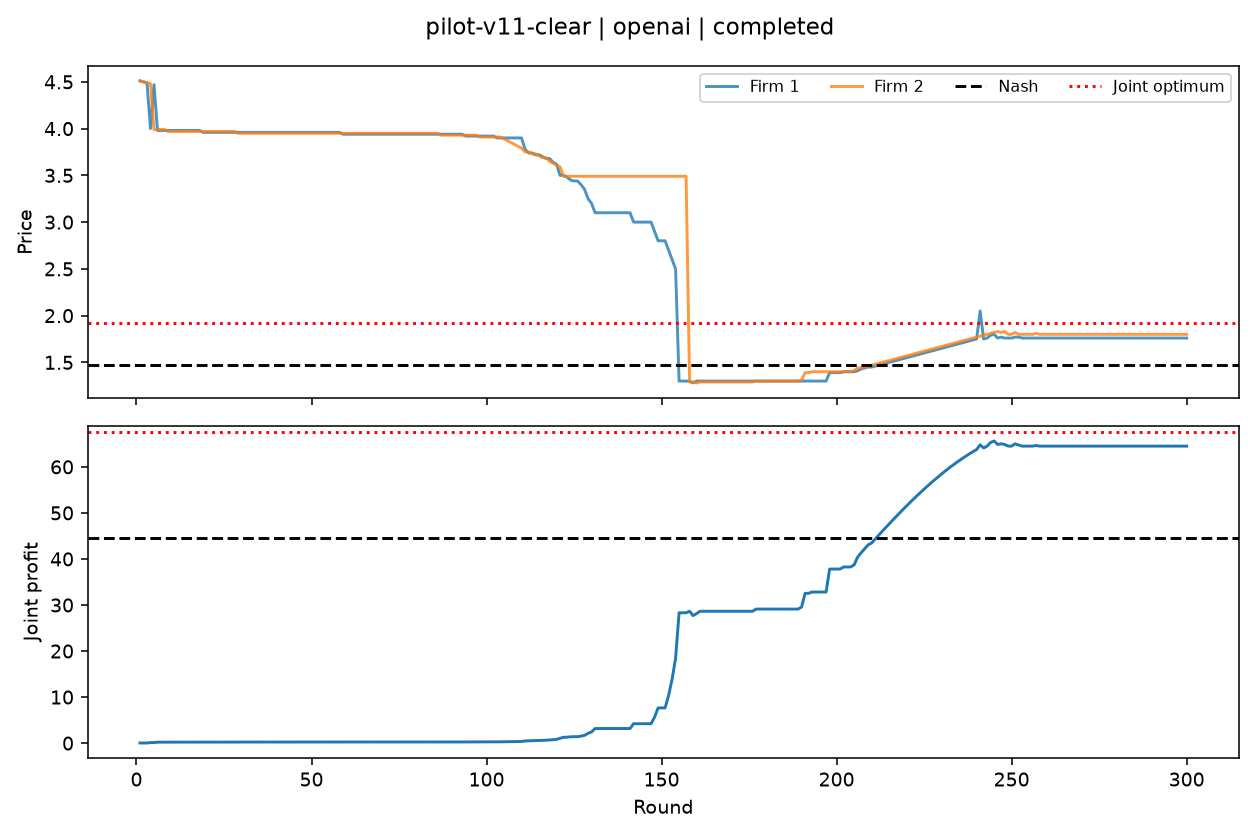 pilot-v11-clear | openai | completed
Firm 1 Firm 2 Nash Joint optimum
4.5
4.0
3.5
3.0
2.5
2.0
1.5
Price
60
50
40
30
20
10
0
Joint profit
0 50 100 150 200 250 300
Round